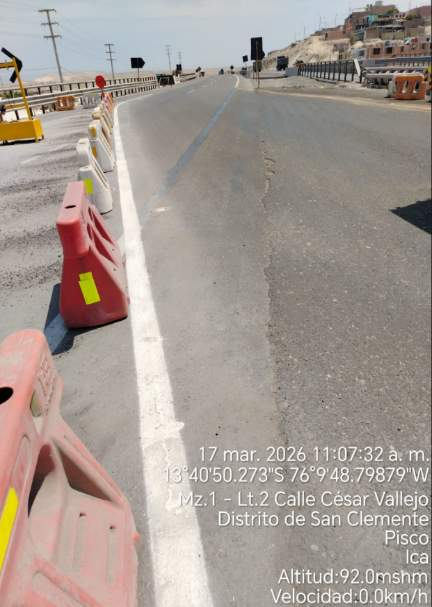 17 mar. 2026 11:07:32 a. m.
13°40'50.273"S 76°9'48.79879"W
Mz.1 - Lt.2 Calle César Vallejo
Distrito de San Clemente
Pisco
Ica
Altitud:92.0msnm
Velocidad:0.0km/h